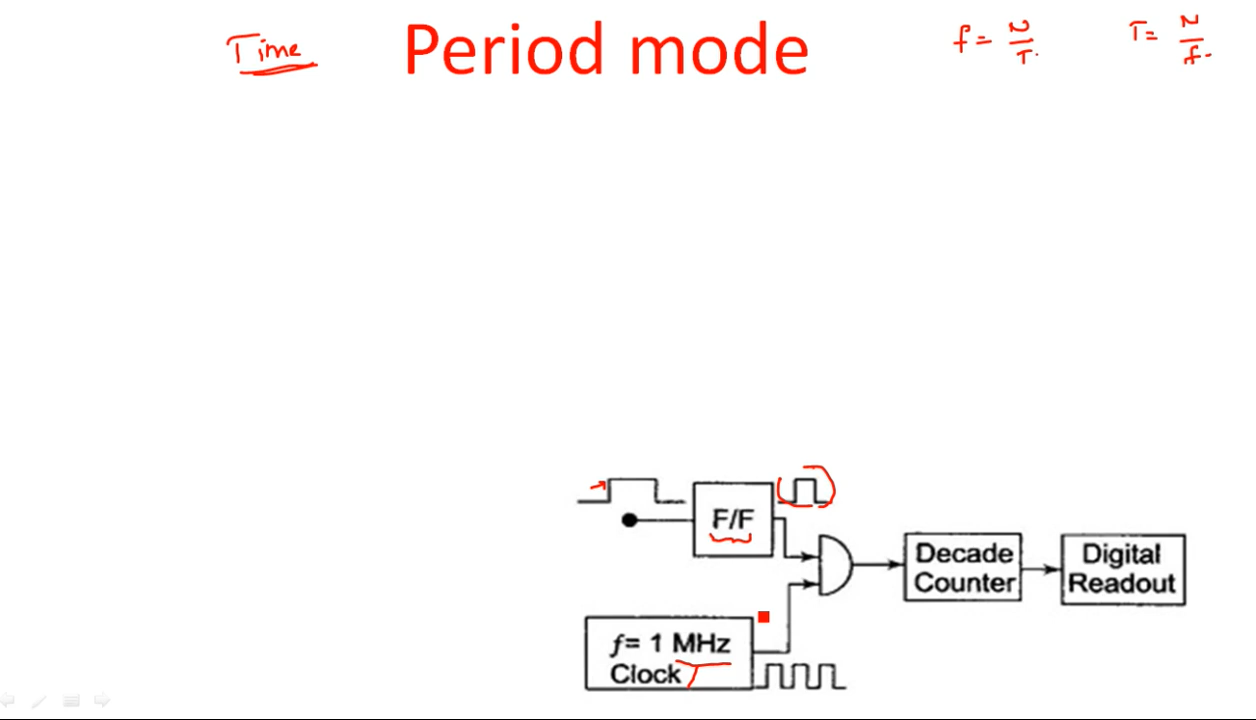 Time
Period mode
f = N/T
T = N/f
F/F
Decade
Counter
Digital
Readout
f= 1 MHz
Clock T